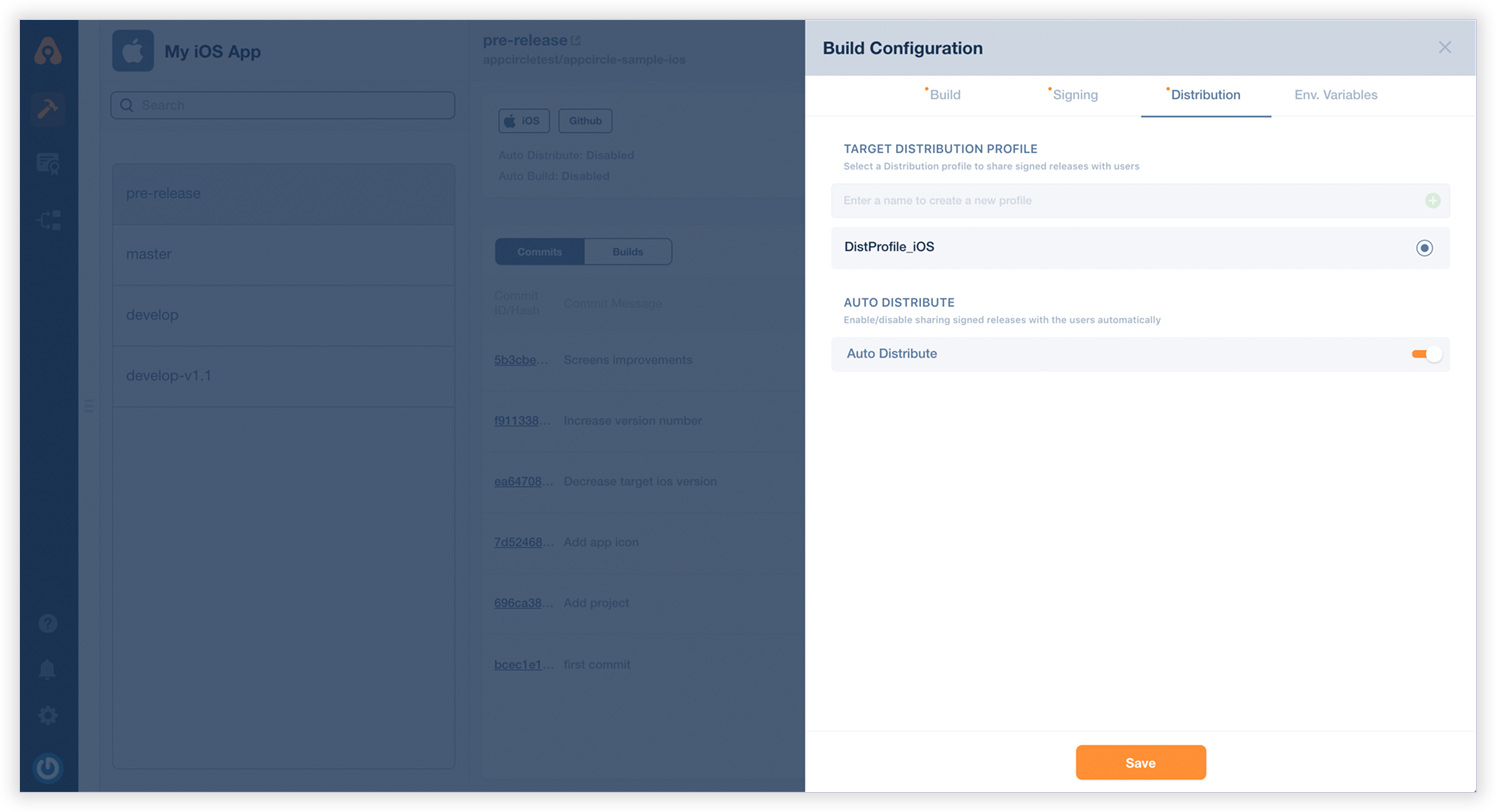 My iOS App
Search
pre-release
master
develop
develop-v1.1
pre-release
appcircletest/appcircle-sample-ios
iOS
Github
Auto Distribute: Disabled
Auto Build: Disabled
Commits
Builds
Commit
ID/Hash
Commit Message
5b3cbe... Screens improvements
f911338... Increase version number
ea64708... Decrease target ios version
7d52468... Add app icon
696ca38... Add project
bcec1e1... first commit
Build Configuration
Build
Signing
Distribution
Env. Variables
TARGET DISTRIBUTION PROFILE
Select a Distribution profile to share signed releases with users
Enter a name to create a new profile
DistProfile_iOS
AUTO DISTRIBUTE
Enable/disable sharing signed releases with the users automatically
Auto Distribute
Save